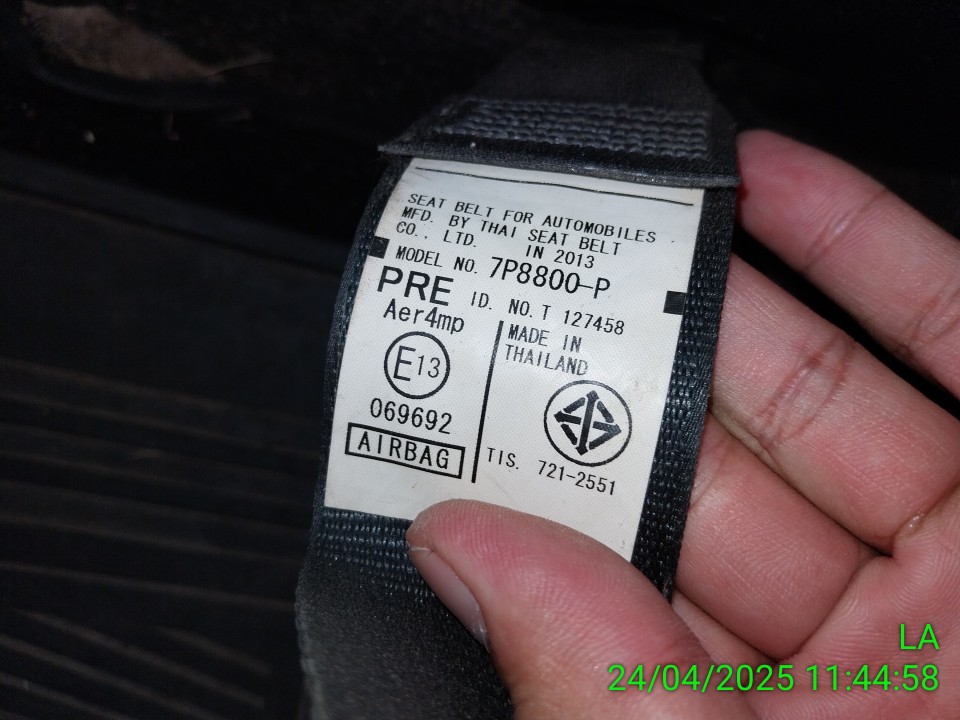 SEAT BELT FOR AUTOMOBILES
MFD. BY THAI SEAT BELT
CO., LTD. IN 2013
MODEL NO. 7P8800-P
PRE ID. NO. T 127458
Aer4mp
E13
069692
AIRBAG
MADE IN
THAILAND
TIS. 721-2551
LA
24/04/2025 11:44:58